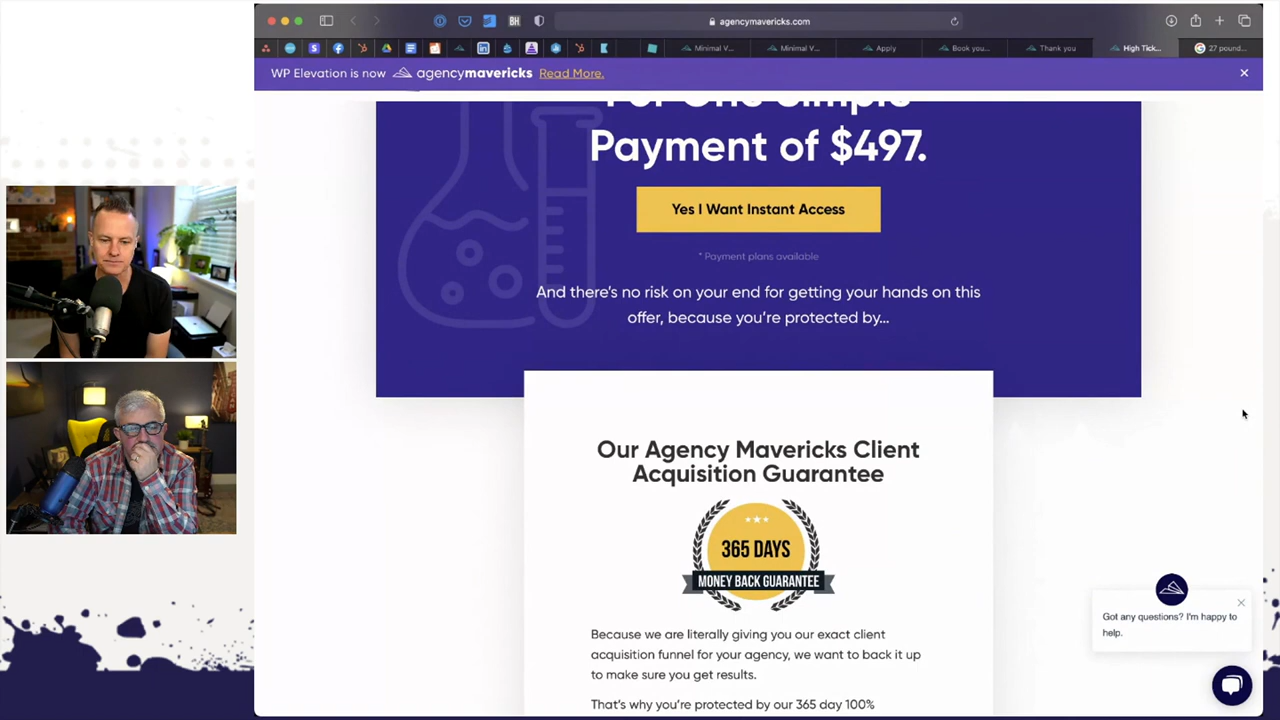 agencymavericks.com
Minimal V...
Minimal V...
Apply
Book you...
Thank you
High Tick...
27 pound...
WP Elevation is now agencymavericks Read More.
For One Simple
Payment of $497.
Yes I Want Instant Access
* Payment plans available
And there's no risk on your end for getting your hands on this
offer, because you're protected by...
Our Agency Mavericks Client
Acquisition Guarantee
365 DAYS
MONEY BACK GUARANTEE
Because we are literally giving you our exact client
acquisition funnel for your agency, we want to back it up
to make sure you get results.
That's why you're protected by our 365 day 100%
Got any questions? I'm happy to
help.